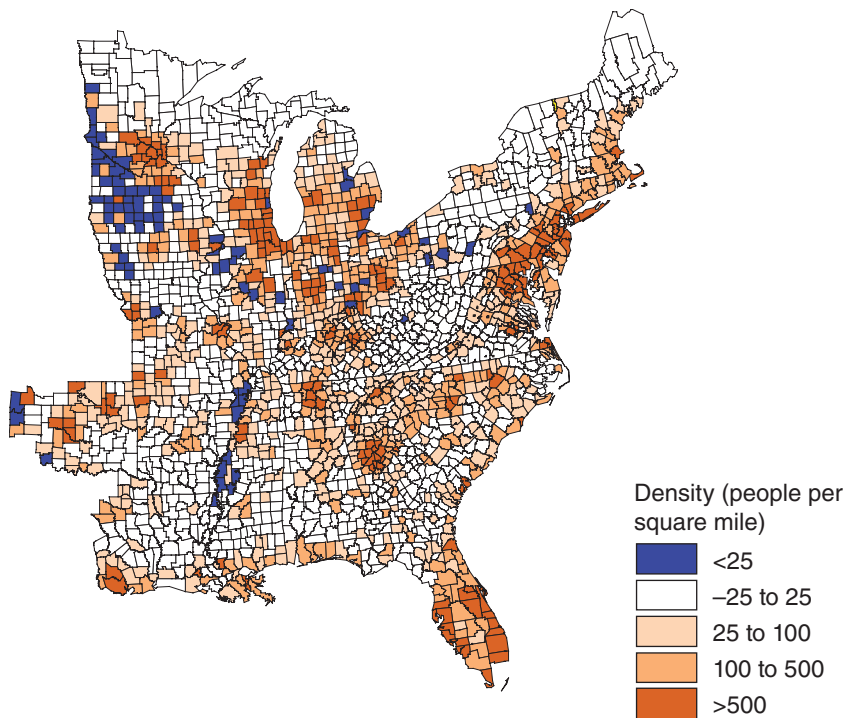 Density (people per
square mile)
<25
–25 to 25
25 to 100
100 to 500
>500